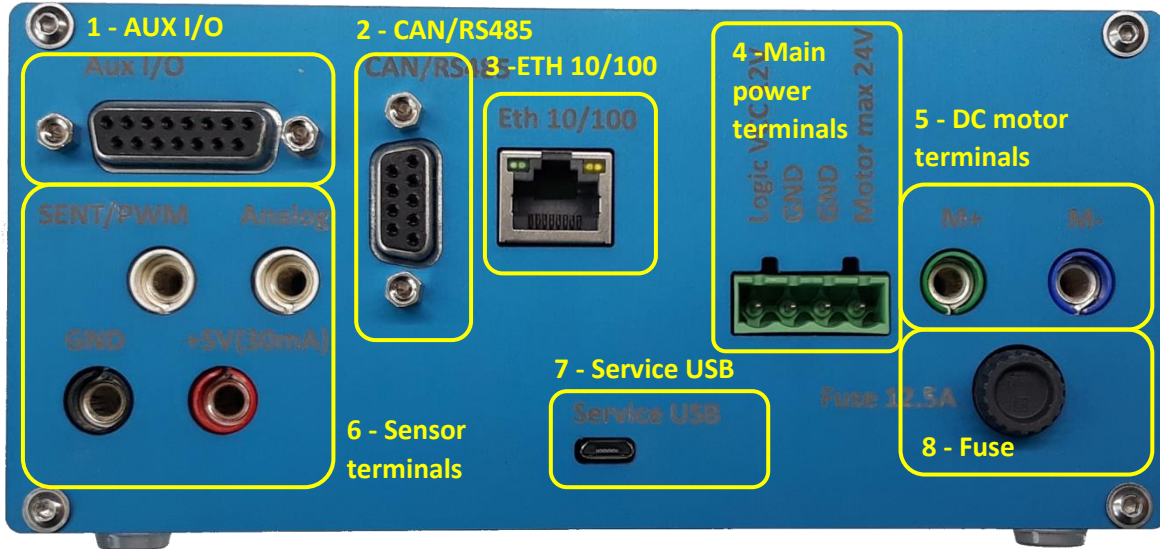 1 - AUX I/O
Aux I/O
2 - CAN/RS485
CAN/RS485
3 -ETH 10/100
Eth 10/100
4 -Main
power
terminals
Logic
GND
GND
Motor max 24V
5 - DC motor
terminals
M+
M-
SENT/PWM
Analog
GND
+5V(30mA)
6 - Sensor
terminals
7 - Service USB
Service USB
Fuse 12.5A
8 - Fuse